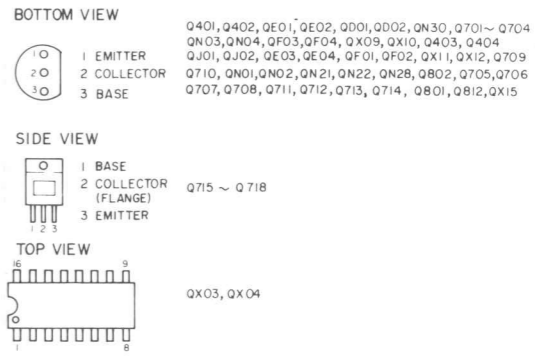 BOTTOM VIEW
1 O
2 O
3 O
1 EMITTER
2 COLLECTOR
3 BASE
Q401, Q402, QE01, QE02, QD01, QD02, QN30, Q701~ Q704
QN03, QN04, QF03, QF04, QX09, QX10, Q403, Q404
QJ01, QJ02, QE03, QE04, QF01, QF02, QX11, QX12, Q709
Q710, QN01, QN02, QN21, QN22, QN28, Q802, Q705, Q706
Q707, Q708, Q711, Q712, Q713, Q714, Q801, Q812, QX15
SIDE VIEW
1 BASE
2 COLLECTOR
(FLANGE)
3 EMITTER
1 2 3
Q715 ~ Q718
TOP VIEW
16 9
1 8
QX03, QX04